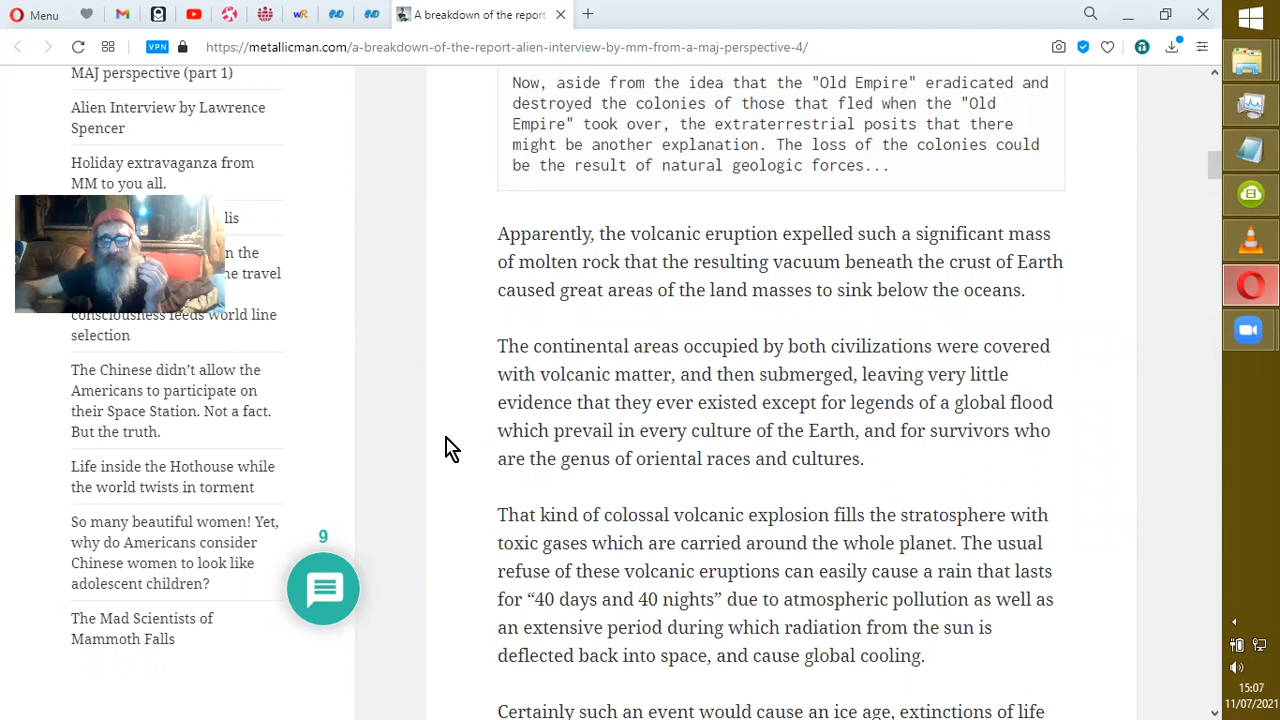 Menu
A breakdown of the report
VPN
https://metallicman.com/a-breakdown-of-the-report-alien-interview-by-mm-from-a-maj-perspective-4/
MAJ perspective (part 1)
Alien Interview by Lawrence
Spencer
Holiday extravaganza from
MM to you all.
lis
n the
ne travel
consciousness feeds world line
selection
The Chinese didn’t allow the
Americans to participate on
their Space Station. Not a fact.
But the truth.
Life inside the Hothouse while
the world twists in torment
So many beautiful women! Yet,
why do Americans consider
Chinese women to look like
adolescent children?
The Mad Scientists of
Mammoth Falls
9
Now, aside from the idea that the "Old Empire" eradicated and
destroyed the colonies of those that fled when the "Old
Empire" took over, the extraterrestrial posits that there
might be another explanation. The loss of the colonies could
be the result of natural geologic forces...
Apparently, the volcanic eruption expelled such a significant mass
of molten rock that the resulting vacuum beneath the crust of Earth
caused great areas of the land masses to sink below the oceans.
The continental areas occupied by both civilizations were covered
with volcanic matter, and then submerged, leaving very little
evidence that they ever existed except for legends of a global flood
which prevail in every culture of the Earth, and for survivors who
are the genus of oriental races and cultures.
That kind of colossal volcanic explosion fills the stratosphere with
toxic gases which are carried around the whole planet. The usual
refuse of these volcanic eruptions can easily cause a rain that lasts
for “40 days and 40 nights” due to atmospheric pollution as well as
an extensive period during which radiation from the sun is
deflected back into space, and cause global cooling.
Certainly such an event would cause an ice age, extinctions of life
15:07
11/07/2021